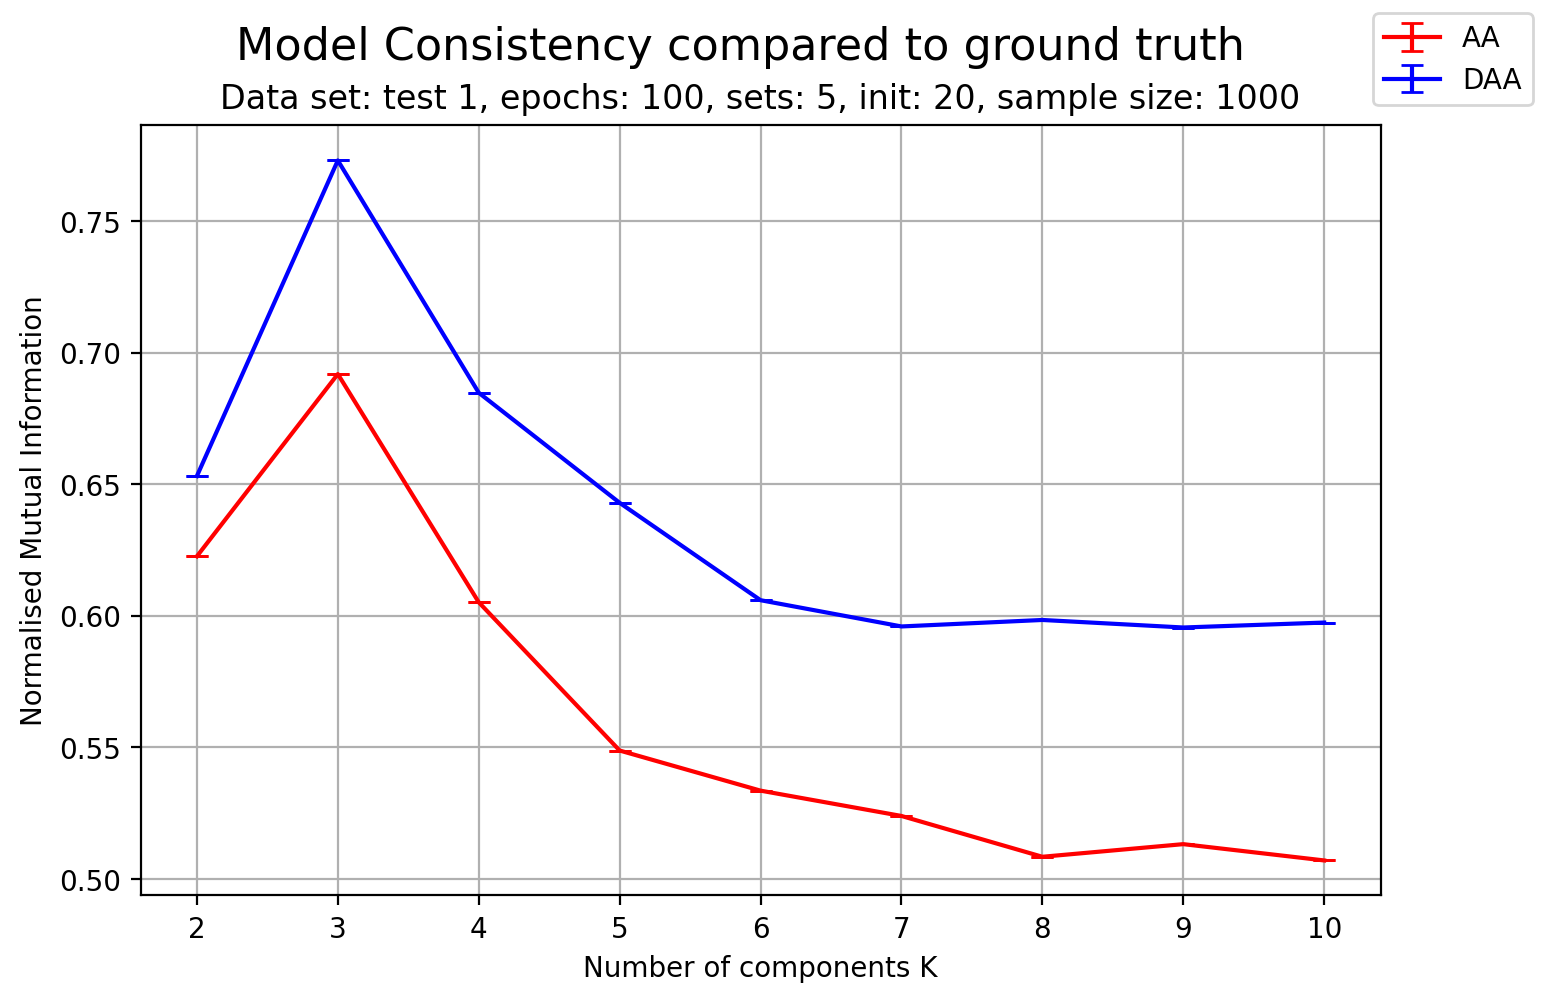 Model Consistency compared to ground truth
Data set: test 1, epochs: 100, sets: 5, init: 20, sample size: 1000
AA
DAA
Normalised Mutual Information
0.75
0.70
0.65
0.60
0.55
0.50
2 3 4 5 6 7 8 9 10
Number of components K